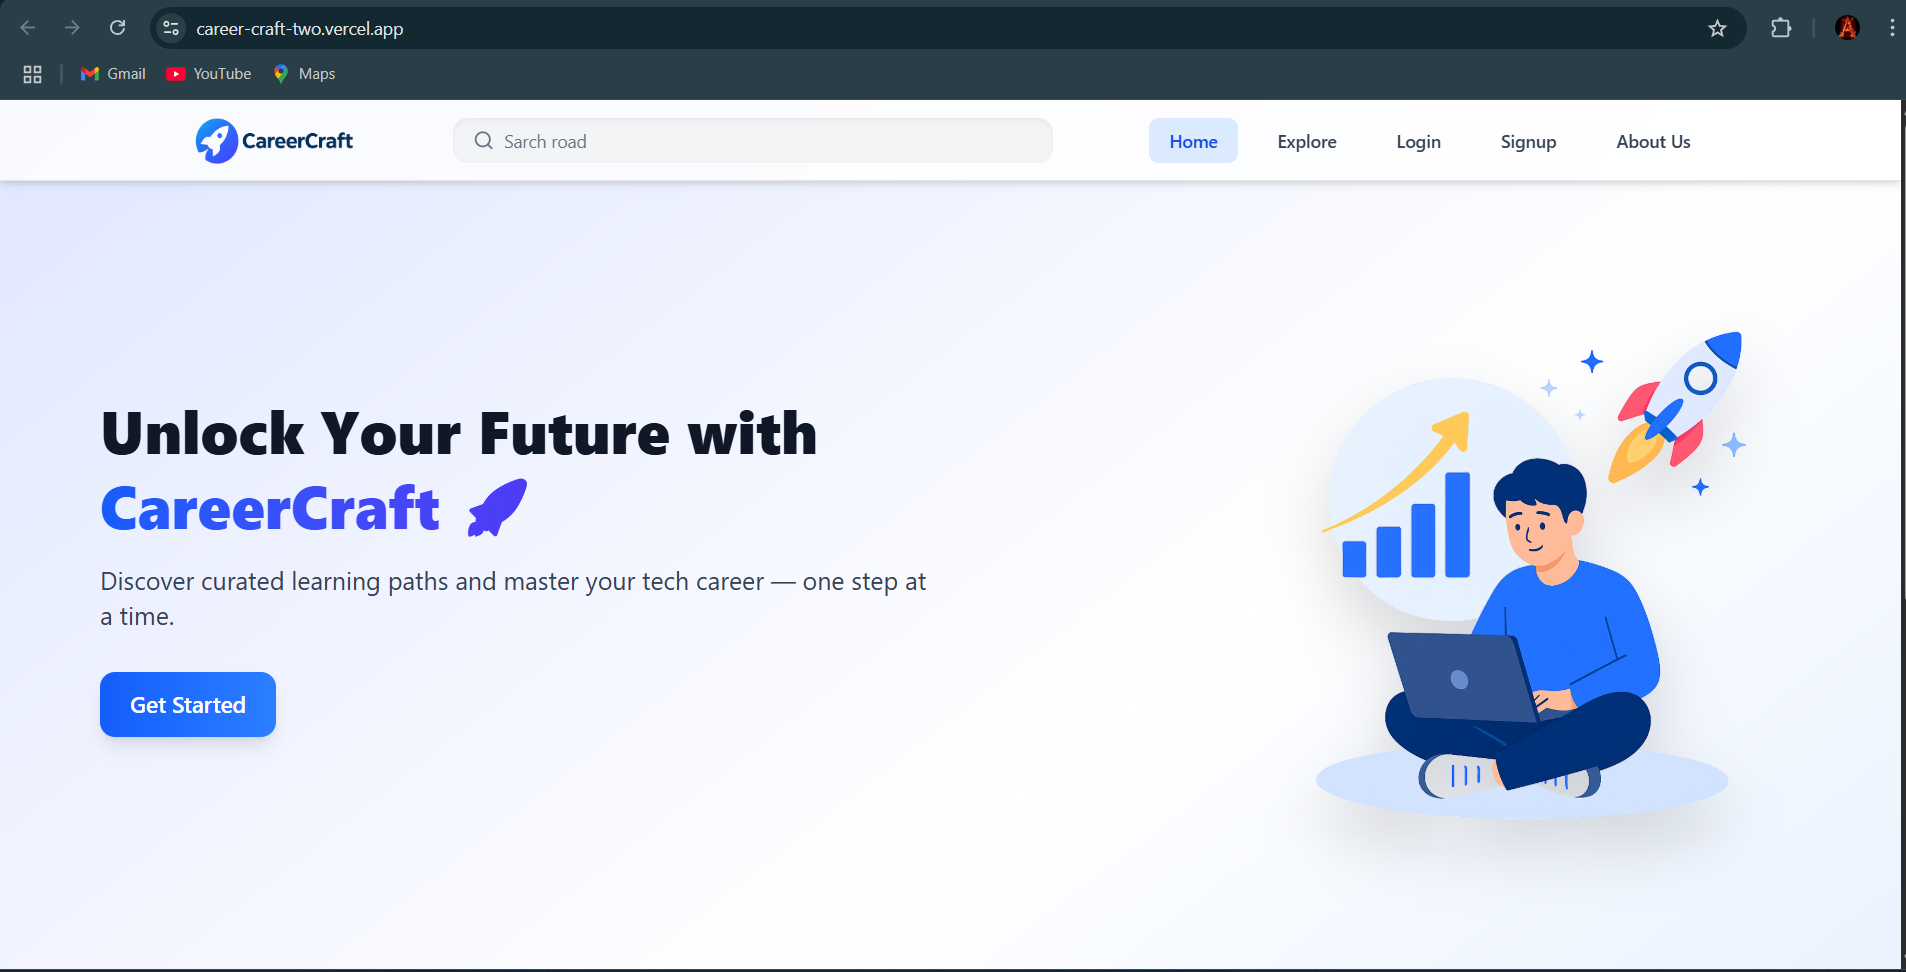 career-craft-two.vercel.app
Gmail YouTube Maps
CareerCraft Sarch road Home Explore Login Signup About Us
Unlock Your Future with
CareerCraft
Discover curated learning paths and master your tech career — one step at
a time.
Get Started